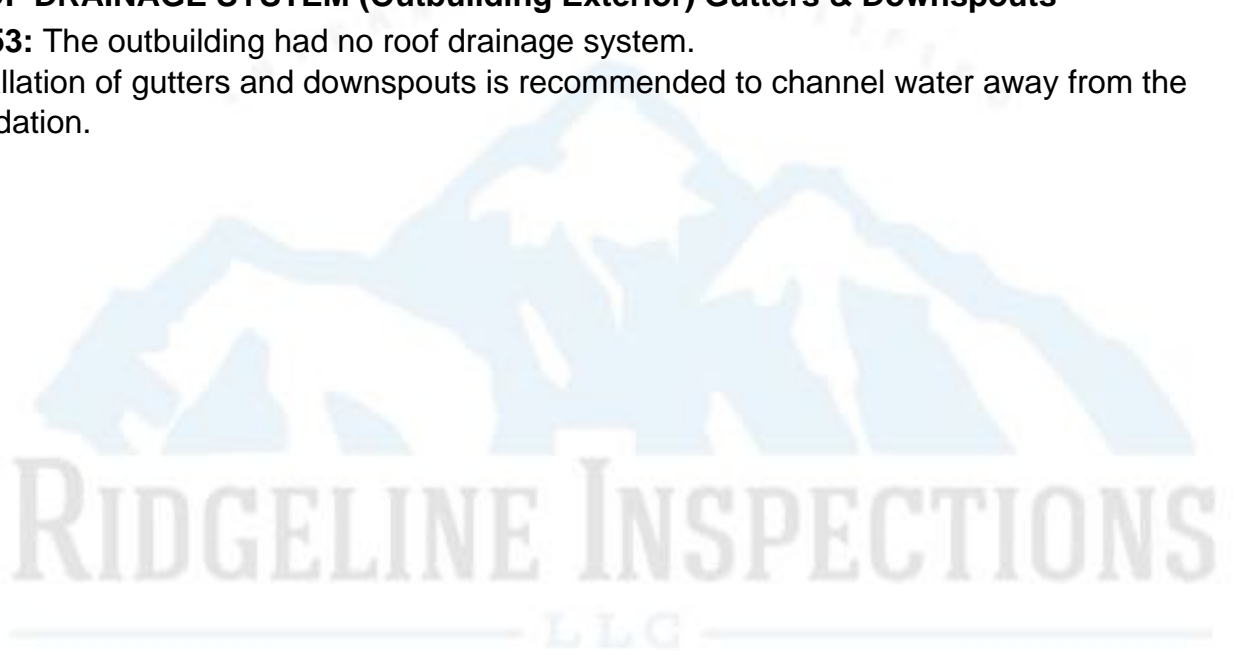 DRAINAGE SYSTEM (Outbuilding Exterior) Gutters & Downspouts
53: The outbuilding had no roof drainage system.
llation of gutters and downspouts is recommended to channel water away from the
dation.
RIDGELINE INSPECTIONS
LLC